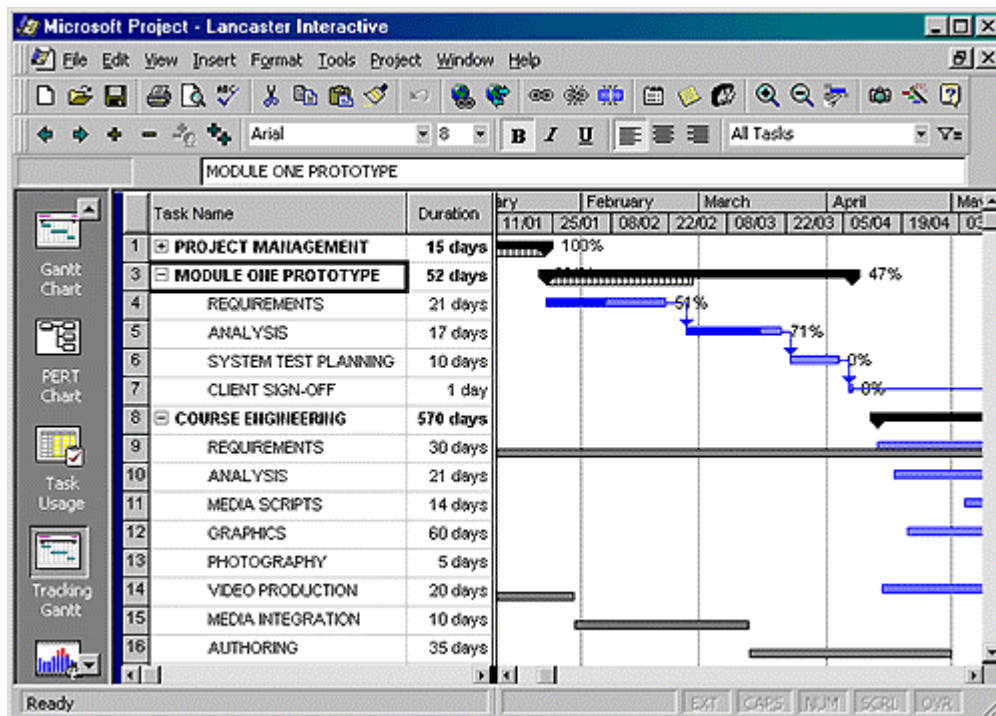 Microsoft Project - Lancaster Interactive
File Edit View Insert Format Tools Project Window Help
Arial 8 B I U All Tasks
MODULE ONE PROTOTYPE
Task Name Duration
ary February March April May
11/01 25/01 08/02 22/02 08/03 22/03 05/04 19/04 03
1 PROJECT MANAGEMENT 15 days 100%
3 MODULE ONE PROTOTYPE 52 days 47%
4 REQUIREMENTS 21 days 51%
5 ANALYSIS 17 days 71%
6 SYSTEM TEST PLANNING 10 days 0%
7 CLIENT SIGN-OFF 1 day 0%
8 COURSE ENGINEERING 570 days
9 REQUIREMENTS 30 days
10 ANALYSIS 21 days
11 MEDIA SCRIPTS 14 days
12 GRAPHICS 60 days
13 PHOTOGRAPHY 5 days
14 VIDEO PRODUCTION 20 days
15 MEDIA INTEGRATION 10 days
16 AUTHORING 35 days
Gantt
Chart
PERT
Chart
Task
Usage
Tracking
Gantt
Ready
EXT CAPS NUM SCRL OVR